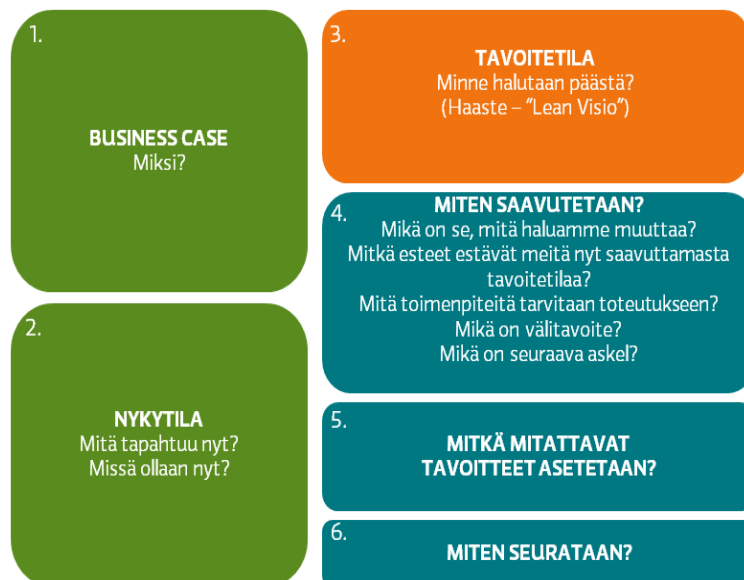 1.
BUSINESS CASE
Miksi?
2.
NYKYTILA
Mitä tapahtuu nyt?
Missä ollaan nyt?
3.
TAVOITETILA
Minne halutaan päästä?
(Haaste – "Lean Visio")
4.
MITEN SAAVUTETAAN?
Mikä on se, mitä haluamme muuttaa?
Mitkä esteet estävät meitä nyt saavuttamasta
tavoitetilaa?
Mitä toimenpiteitä tarvitaan toteutukseen?
Mikä on välitavoite?
Mikä on seuraava askel?
5.
MITKÄ MITATTAVAT
TAVOITTEET ASETETAAN?
6.
MITEN SEURATAAN?